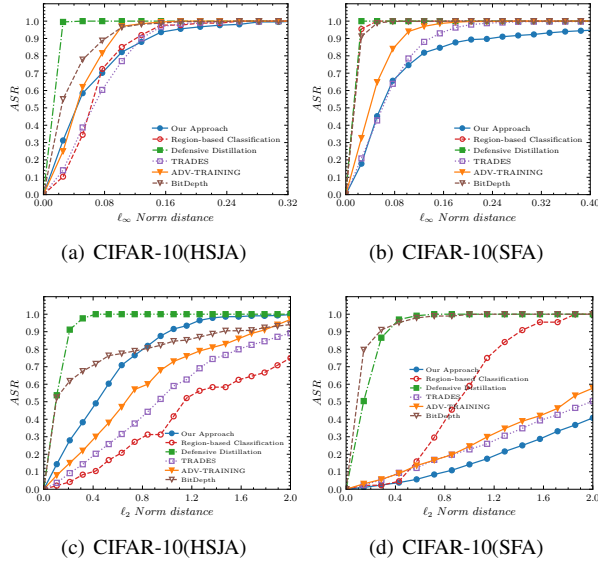 1.0
0.9
0.8
0.7
0.6
0.5
0.4
0.3
0.2
0.1
0.0
ASR
Our Approach
Region-based Classification
Defensive Distillation
TRADES
ADV-TRAINING
BitDepth
0.00 0.08 0.16 0.24 0.32
ℓ∞ Norm distance
(a) CIFAR-10(HSJA)
1.0
0.9
0.8
0.7
0.6
0.5
0.4
0.3
0.2
0.1
0.0
ASR
Our Approach
Region-based Classification
Defensive Distillation
TRADES
ADV-TRAINING
BitDepth
0.00 0.08 0.16 0.24 0.32 0.40
ℓ∞ Norm distance
(b) CIFAR-10(SFA)
1.0
0.9
0.8
0.7
0.6
0.5
0.4
0.3
0.2
0.1
0.0
ASR
Our Approach
Region-based Classification
Defensive Distillation
TRADES
ADV-TRAINING
BitDepth
0.0 0.4 0.8 1.2 1.6 2.0
ℓ2 Norm distance
(c) CIFAR-10(HSJA)
1.0
0.9
0.8
0.7
0.6
0.5
0.4
0.3
0.2
0.1
0.0
ASR
Our Approach
Region-based Classification
Defensive Distillation
TRADES
ADV-TRAINING
BitDepth
0.0 0.4 0.8 1.2 1.6 2.0
ℓ2 Norm distance
(d) CIFAR-10(SFA)